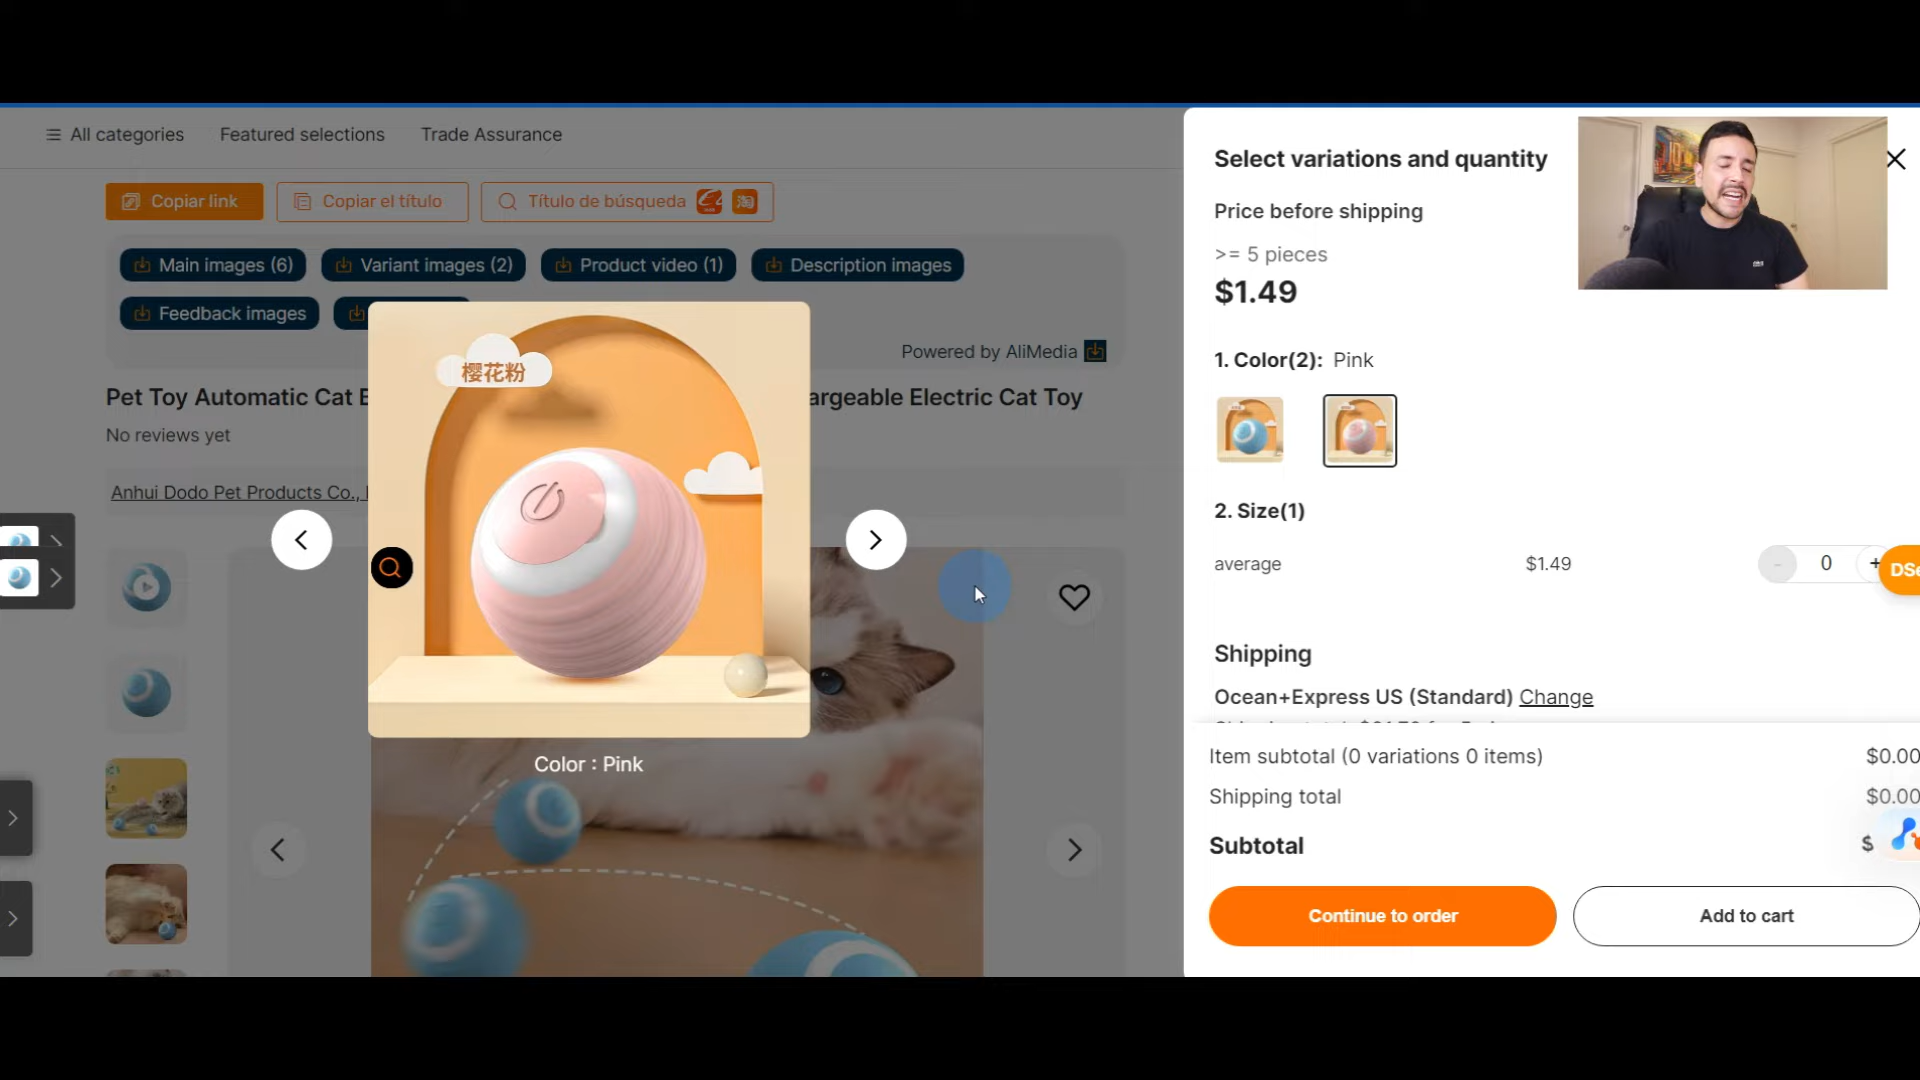 All categories
Featured selections
Trade Assurance
Copiar link
Copiar el título
Título de búsqueda
Main images (6)
Variant images (2)
Product video (1)
Description images
Feedback images
Powered by AliMedia
Pet Toy Automatic Cat
argeable Electric Cat Toy
No reviews yet
Anhui Dodo Pet Products Co.,
樱花粉
Color : Pink
Select variations and quantity
Price before shipping
>= 5 pieces
$1.49
1. Color(2): Pink
2. Size(1)
average
$1.49
- 0 +
DSe
Shipping
Ocean+Express US (Standard) Change
Item subtotal (0 variations 0 items)
$0.00
Shipping total
$0.00
Subtotal
$
Continue to order
Add to cart